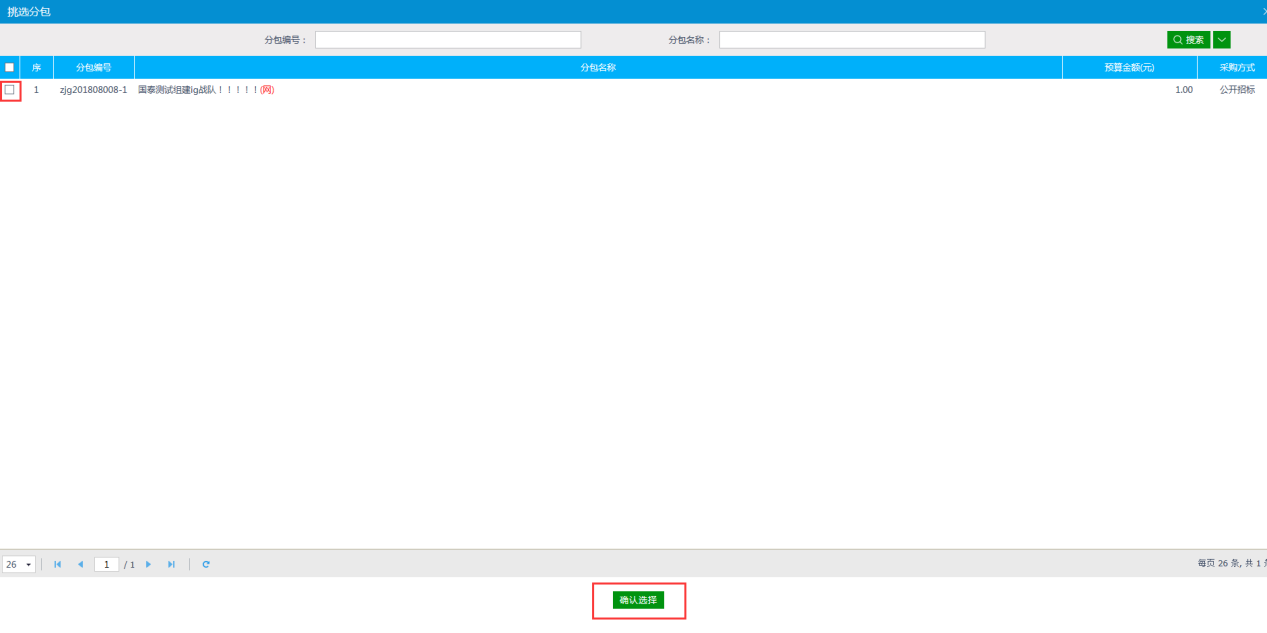 挑选分包
分包编号： 分包名称： 搜索
序 分包编号 分包名称 预算金额(元) 采购方式
1 zjg201808008-1 国泰测试组建ig战队！！！！！(网) 1.00 公开招标
26 1 / 1 每页 26 条, 共 1
确认选择